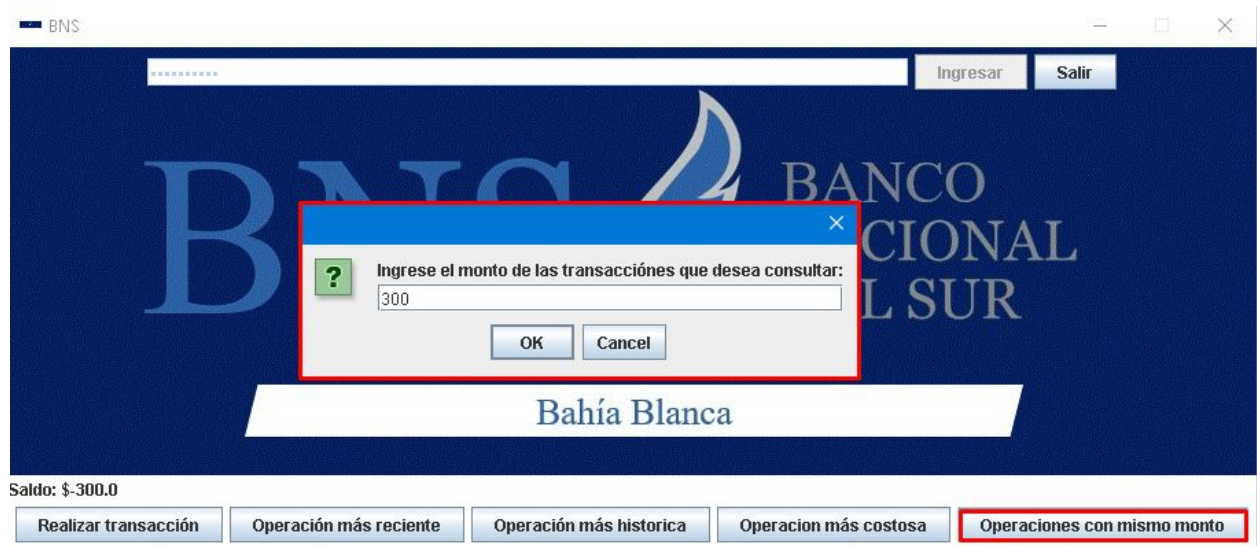 BNS
Ingresar Salir
BNS
BANCO
CIONAL
L SUR
Ingrese el monto de las transacciónes que desea consultar:
300
OK Cancel
Bahía Blanca
Saldo: $-300.0
Realizar transacción Operación más reciente Operación más historica Operacion más costosa Operaciones con mismo monto